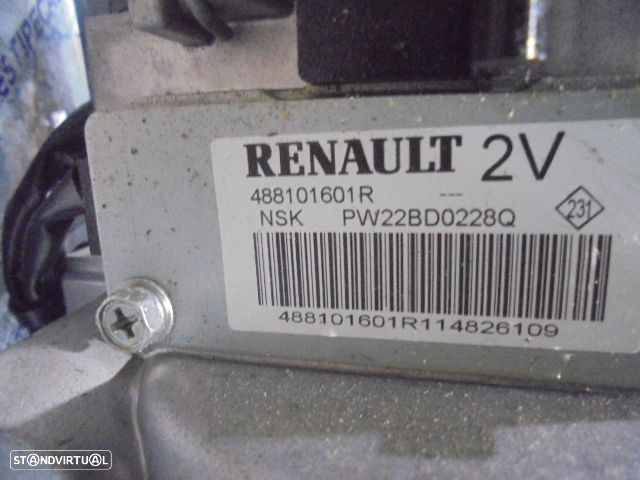 RENAULT 2V
488101601R ---
NSK PW22BD0228Q
231
488101601R114826109
STANDVIRTUAL